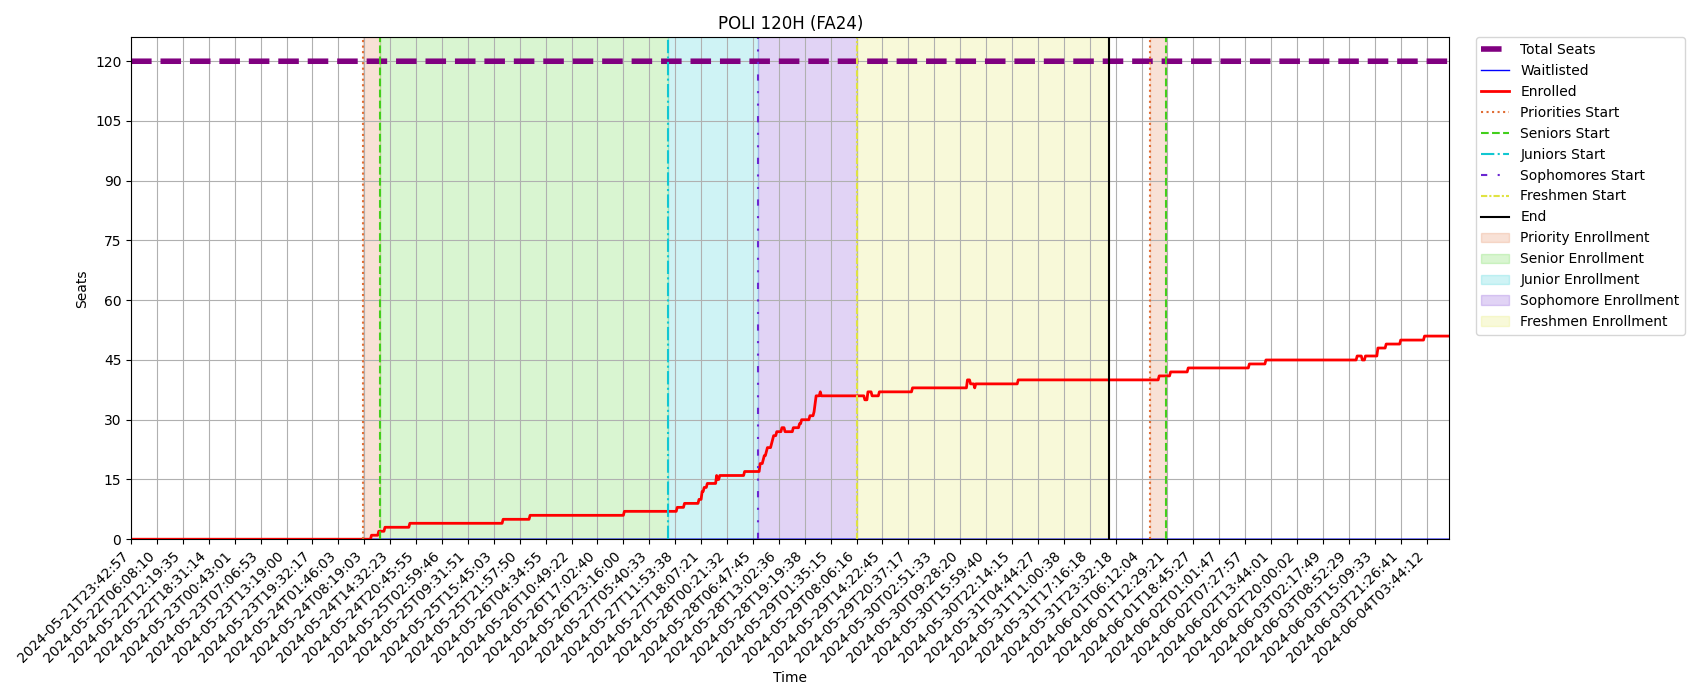 POLI 120H (FA24)
Seats
120
105
90
75
60
45
30
15
0
2024-05-21T23:42:57
2024-05-22T06:08:10
2024-05-22T12:19:35
2024-05-22T18:31:14
2024-05-23T00:43:01
2024-05-23T07:06:53
2024-05-23T13:19:00
2024-05-23T19:32:17
2024-05-24T01:46:03
2024-05-24T08:19:03
2024-05-24T14:32:23
2024-05-24T20:45:55
2024-05-25T02:59:46
2024-05-25T09:31:51
2024-05-25T15:45:03
2024-05-25T21:57:50
2024-05-26T04:34:55
2024-05-26T10:49:22
2024-05-26T17:02:40
2024-05-26T23:16:00
2024-05-27T05:40:33
2024-05-27T11:53:38
2024-05-27T18:07:21
2024-05-28T00:21:32
2024-05-28T06:47:45
2024-05-28T13:02:36
2024-05-28T19:19:38
2024-05-29T01:35:15
2024-05-29T08:06:16
2024-05-29T14:22:45
2024-05-29T20:37:17
2024-05-30T02:51:33
2024-05-30T09:28:20
2024-05-30T15:59:40
2024-05-30T22:14:15
2024-05-31T04:44:27
2024-05-31T11:00:38
2024-05-31T17:16:18
2024-05-31T23:32:18
2024-06-01T06:12:04
2024-06-01T12:29:21
2024-06-01T18:45:27
2024-06-02T01:01:47
2024-06-02T07:27:57
2024-06-02T13:44:01
2024-06-02T20:00:02
2024-06-03T02:17:49
2024-06-03T08:52:29
2024-06-03T15:09:33
2024-06-03T21:26:41
2024-06-04T03:44:12
Time
Total Seats
Waitlisted
Enrolled
Priorities Start
Seniors Start
Juniors Start
Sophomores Start
Freshmen Start
End
Priority Enrollment
Senior Enrollment
Junior Enrollment
Sophomore Enrollment
Freshmen Enrollment